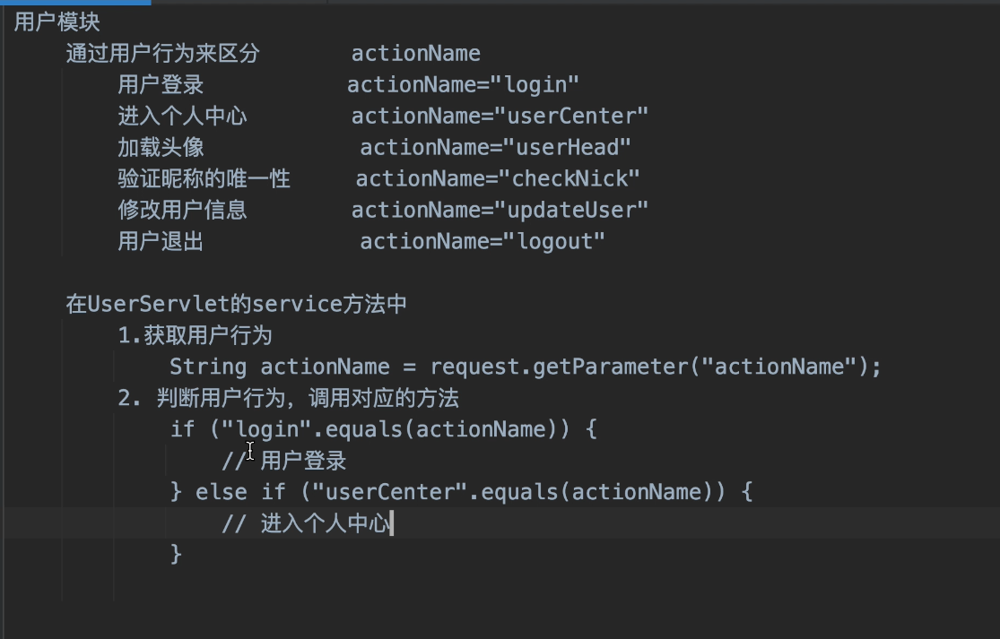 用户模块
通过用户行为来区分 actionName
用户登录 actionName="login"
进入个人中心 actionName="userCenter"
加载头像 actionName="userHead"
验证昵称的唯一性 actionName="checkNick"
修改用户信息 actionName="updateUser"
用户退出 actionName="logout"
在UserServlet的service方法中
1.获取用户行为
String actionName = request.getParameter("actionName");
2. 判断用户行为，调用对应的方法
if ("login".equals(actionName)) {
// 用户登录
} else if ("userCenter".equals(actionName)) {
// 进入个人中心
}